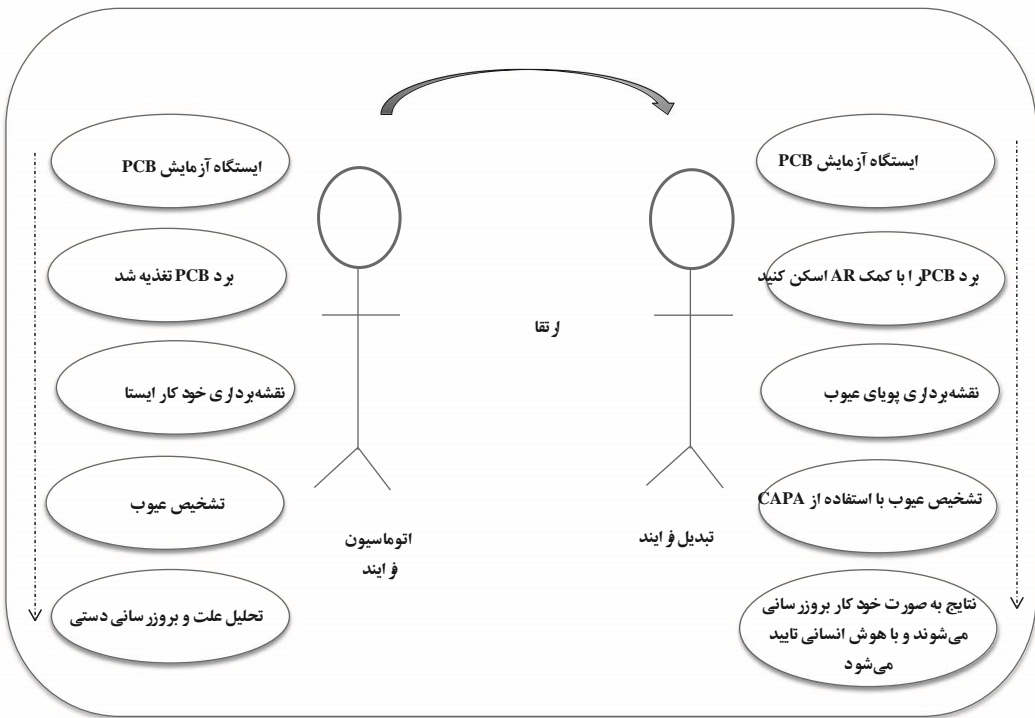 ایستگاه آزمایش PCB
برد PCB تغذیه شد
نقشه‌برداری خودکار ایستا
تشخیص عیوب
تحلیل علت و بروزرسانی دستی
اتوماسیون
فرایند
ارتقا
تبدیل فرایند
ایستگاه آزمایش PCB
برد PCB را با کمک AR اسکن کنید
نقشه‌برداری پویای عیوب
تشخیص عیوب با استفاده از CAPA
نتایج به صورت خودکار بروزرسانی
می‌شوند و با هوش انسانی تایید
می‌شود